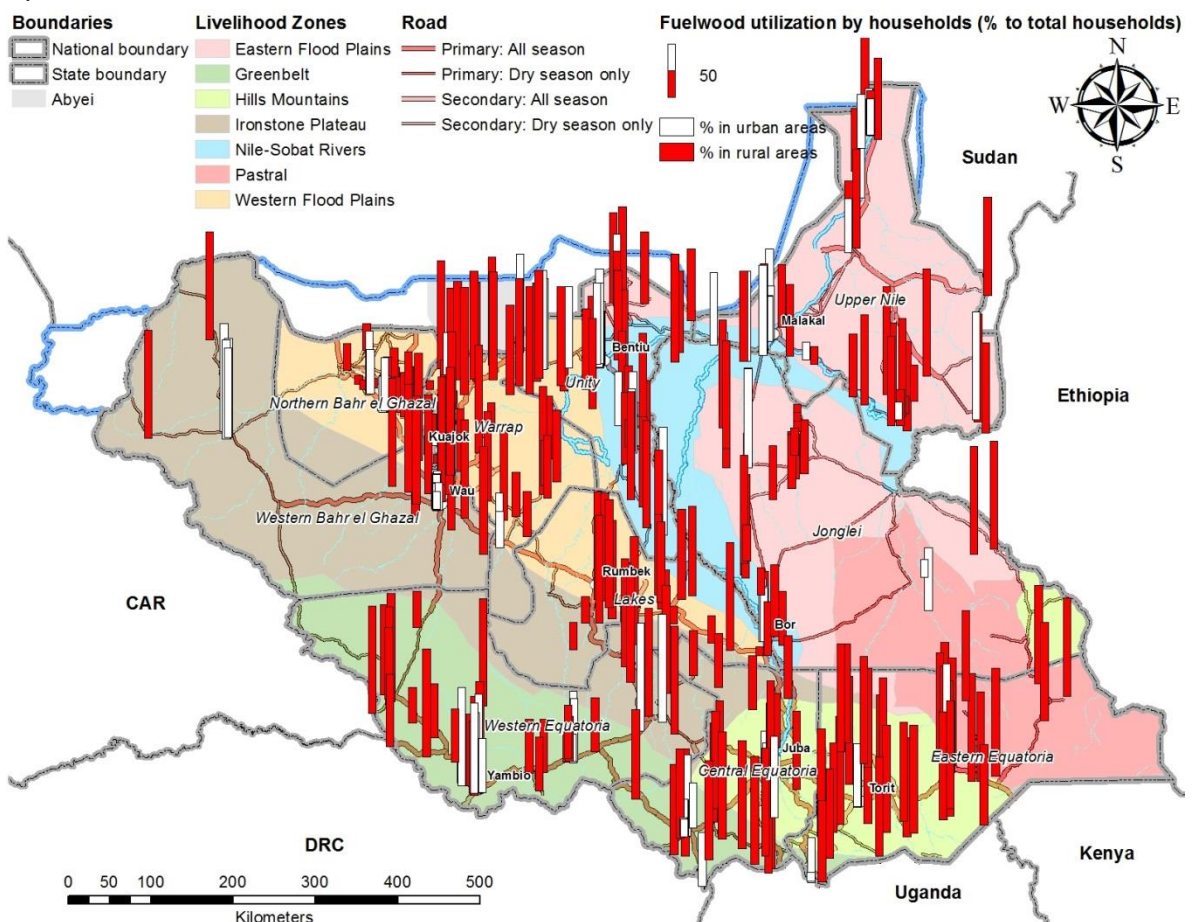 Boundaries
National boundary
State boundary
Abyei
Livelihood Zones
Eastern Flood Plains
Greenbelt
Hills Mountains
Ironstone Plateau
Nile-Sobat Rivers
Pastral
Western Flood Plains
Road
Primary: All season
Primary: Dry season only
Secondary: All season
Secondary: Dry season only
Fuelwood utilization by households (% to total households)
50
% in urban areas
% in rural areas
N
W E
S
Sudan
Upper Nile
Malakal
Bentiu
Unity
Ethiopia
Northern Bahr el Ghazal
Warrap
Kuajok
Wau
Western Bahr el Ghazal
Jonglei
Rumbek
Lakes
CAR
Bor
Western Equatoria
Juba
Eastern Equatoria
Central Equatoria
Yambio
Torit
DRC
Kenya
Uganda
0 50 100 200 300 400 500
Kilometers